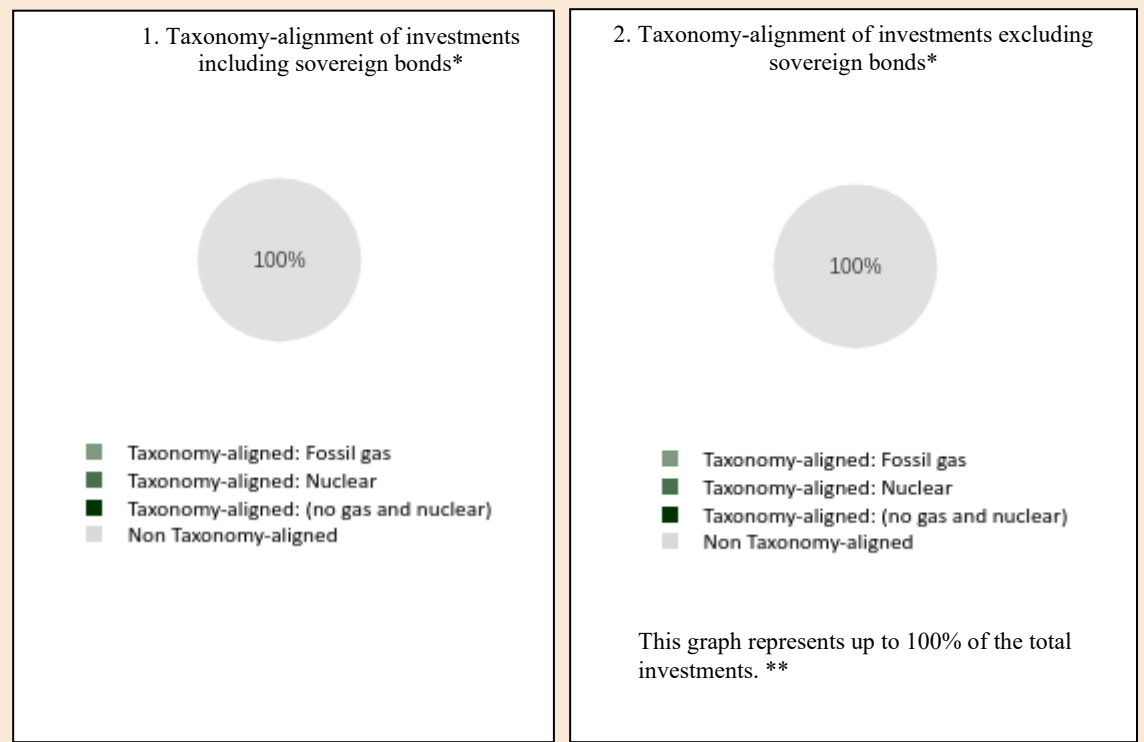 1. Taxonomy-alignment of investments
including sovereign bonds*
100%
Taxonomy-aligned: Fossil gas
Taxonomy-aligned: Nuclear
Taxonomy-aligned: (no gas and nuclear)
Non Taxonomy-aligned
2. Taxonomy-alignment of investments excluding
sovereign bonds*
100%
Taxonomy-aligned: Fossil gas
Taxonomy-aligned: Nuclear
Taxonomy-aligned: (no gas and nuclear)
Non Taxonomy-aligned
This graph represents up to 100% of the total
investments. **